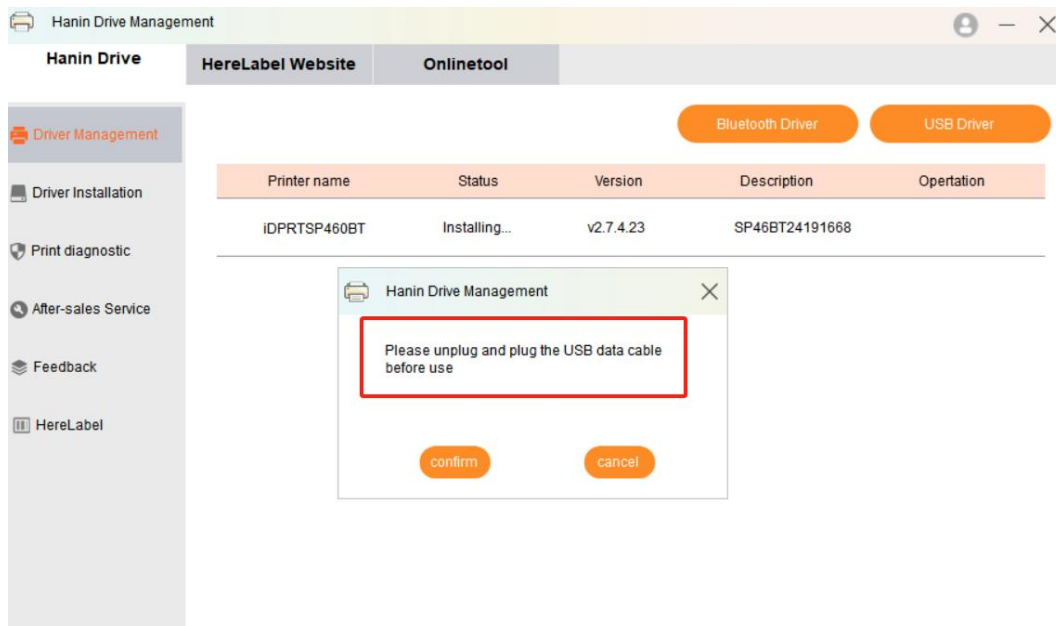 Hanin Drive Management
Hanin Drive HereLabel Website Onlinetool
Driver Management
Driver Installation
Print diagnostic
After-sales Service
Feedback
HereLabel
Bluetooth Driver USB Driver
Printer name Status Version Description Opertation
iDPRTSP460BT Installing... v2.7.4.23 SP46BT24191668
Hanin Drive Management
Please unplug and plug the USB data cable
before use
confirm cancel